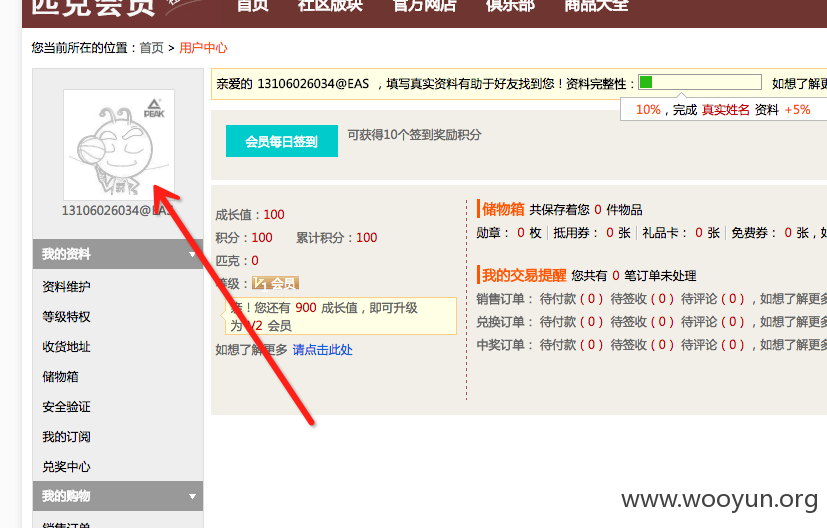 匹克会员
首页 社区版块 官方网店 俱乐部 商品大全
您当前所在的位置：首页 > 用户中心
亲爱的 13106026034@EAS ，填写真实资料有助于好友找到您！资料完整性： 如想了解更
10%，完成 真实姓名 资料 +5%
PEAK
会员每日签到 可获得10个签到奖励积分
13106026034@EAS
成长值：100
积分：100 累计积分：100
匹克：0
等级：V1 会员
亲！您还有 900 成长值，即可升级
为 V2 会员
如想了解更多 请点击此处
储物箱 共保存着您 0 件物品
勋章： 0 枚 | 抵用券： 0 张 | 礼品卡： 0 张 | 免费券： 0 张，如
我的交易提醒 您共有 0 笔订单未处理
销售订单： 待付款（0） 待签收（0） 待评论（0），如想了解更多
兑换订单： 待付款（0） 待签收（0） 待评论（0），如想了解更多
中奖订单： 待付款（0） 待签收（0） 待评论（0），如想了解更多
我的资料
资料维护
等级特权
收货地址
储物箱
安全验证
我的订阅
兑奖中心
我的购物
销售订单
www.wooyun.org